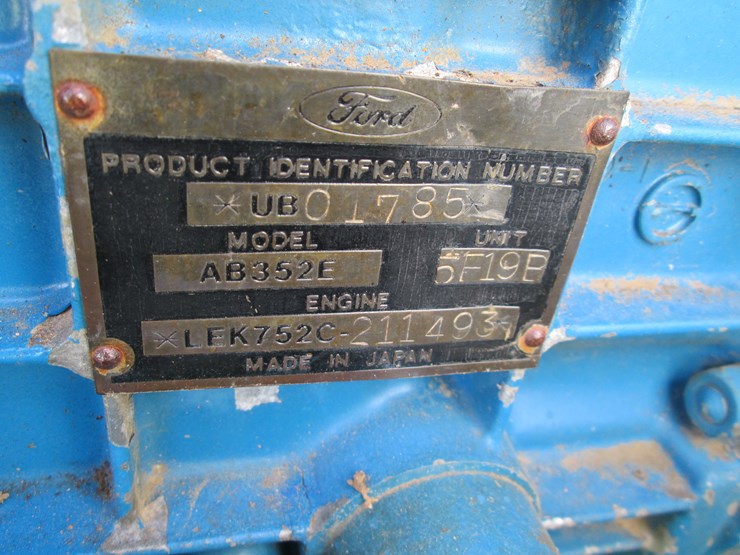 Ford
PRODUCT IDENTIFICATION NUMBER
*UB01785*
MODEL UNIT
AB352E 5F19B
ENGINE
*LEK752C-211493*
MADE IN JAPAN